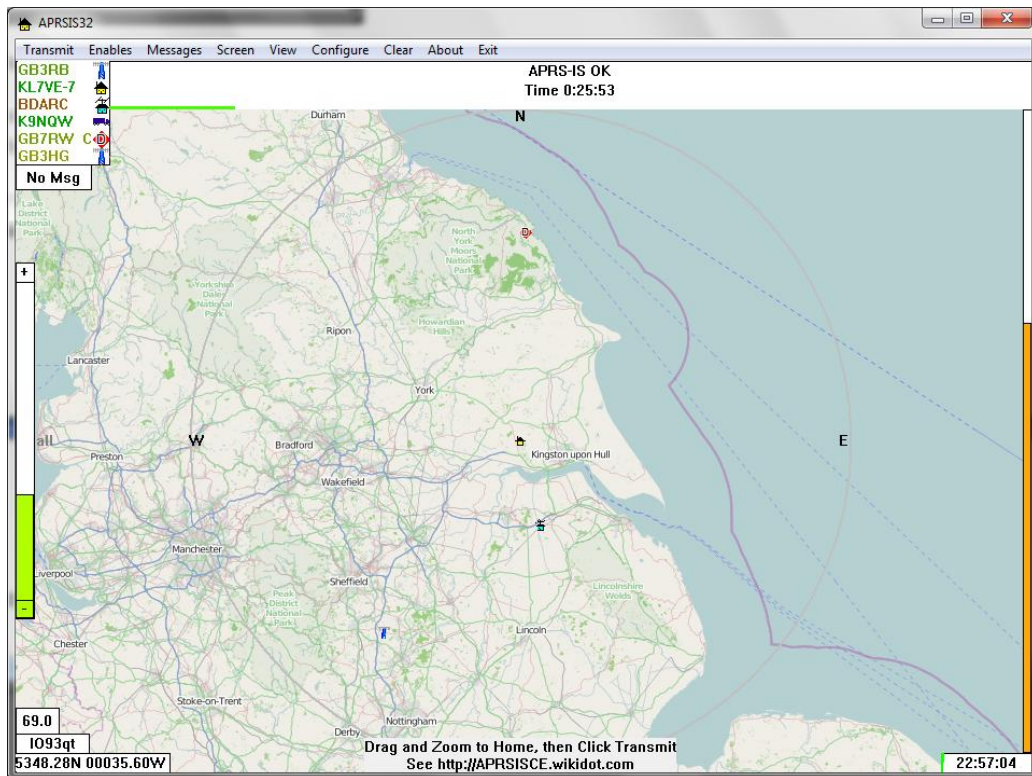 APRSIS32
Transmit Enables Messages Screen View Configure Clear About Exit
GB3RB
KL7VE-7
BDARC
K9NQW
GB7RW C D
GB3HG
No Msg
APRS-IS OK
Time 0:25:53
N
Durham
Lake
District
National
Park
North
York
Moors
National
Park
D
Yorkshire
Dales
National
Park
Howardian
Hills
+
Ripon
Lancaster
York
all
W
E
Bradford
Kingston upon Hull
Preston
Wakefield
Manchester
Liverpool
Sheffield
Peak
District
National
Park
Lincolnshire
Wolds
-
Lincoln
Chester
Stoke-on-Trent
Nottingham
Derby
69.0
IO93qt
5348.28N 00035.60W
Drag and Zoom to Home, then Click Transmit
See http://APRSISCE.wikidot.com
22:57:04